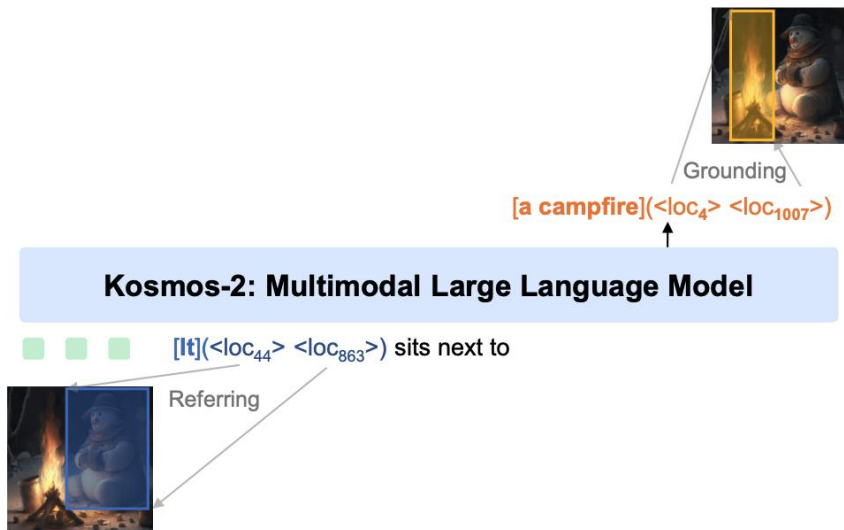 Grounding
[a campfire](<loc4> <loc1007>)
Kosmos-2: Multimodal Large Language Model
[It](<loc44> <loc863>) sits next to
Referring